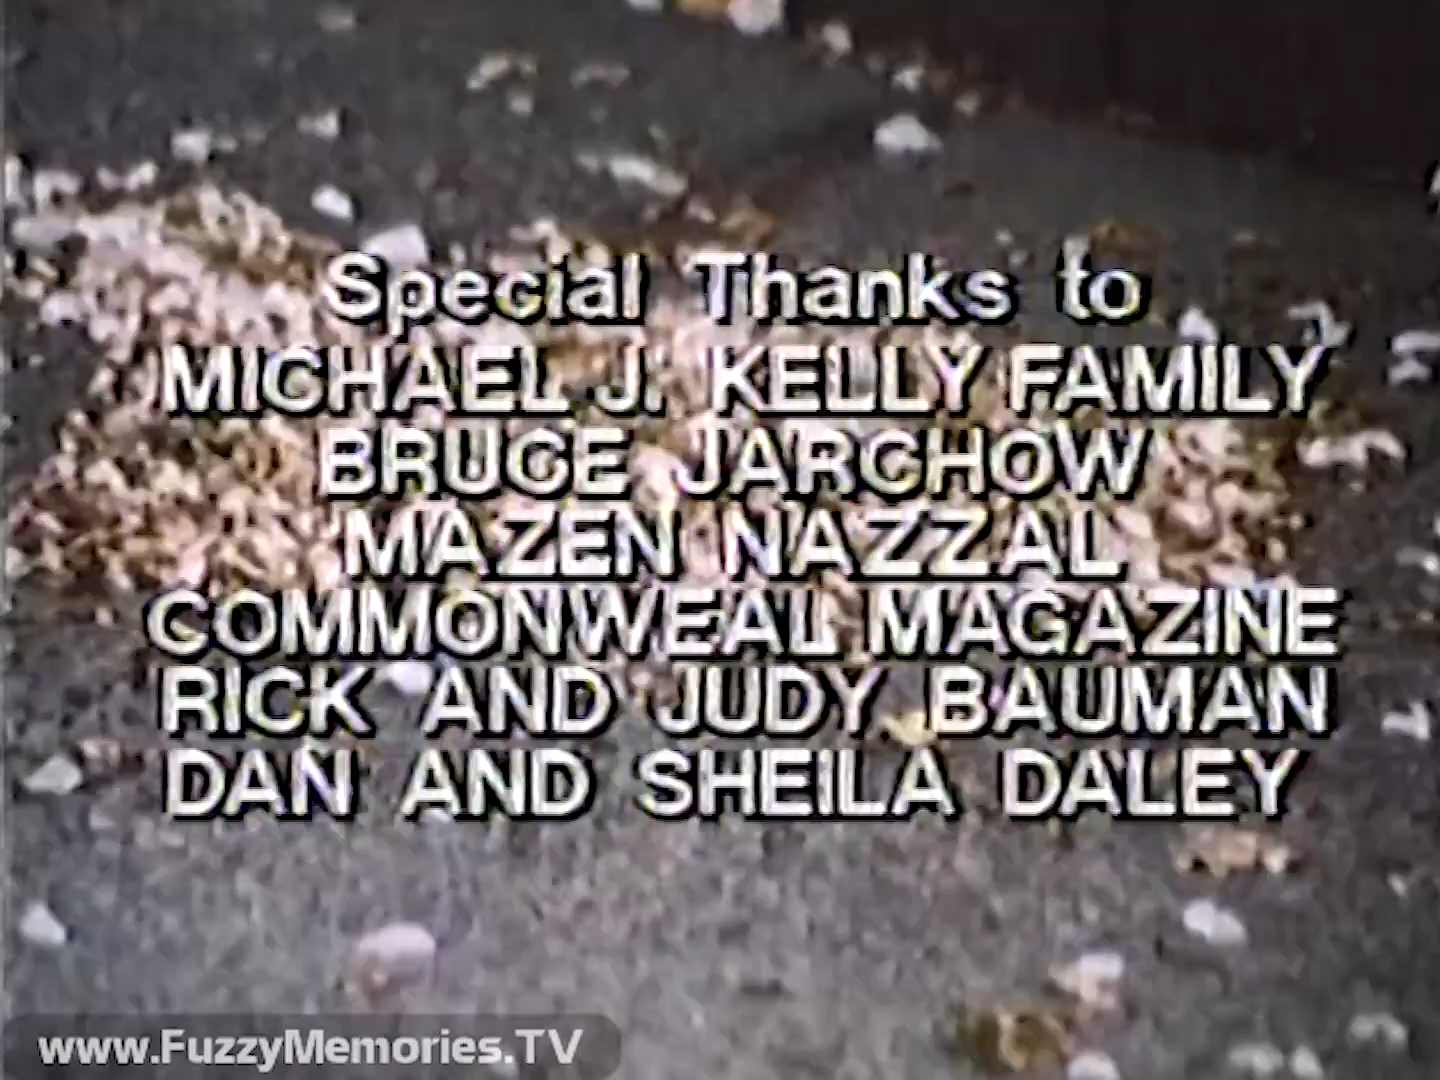 Special Thanks to
MICHAEL J. KELLY FAMILY
BRUCE JARCHOW
MAZEN NAZZAL
COMMONWEAL MAGAZINE
RICK AND JUDY BAUMAN
DAN AND SHEILA DALEY
www.FuzzyMemories.TV